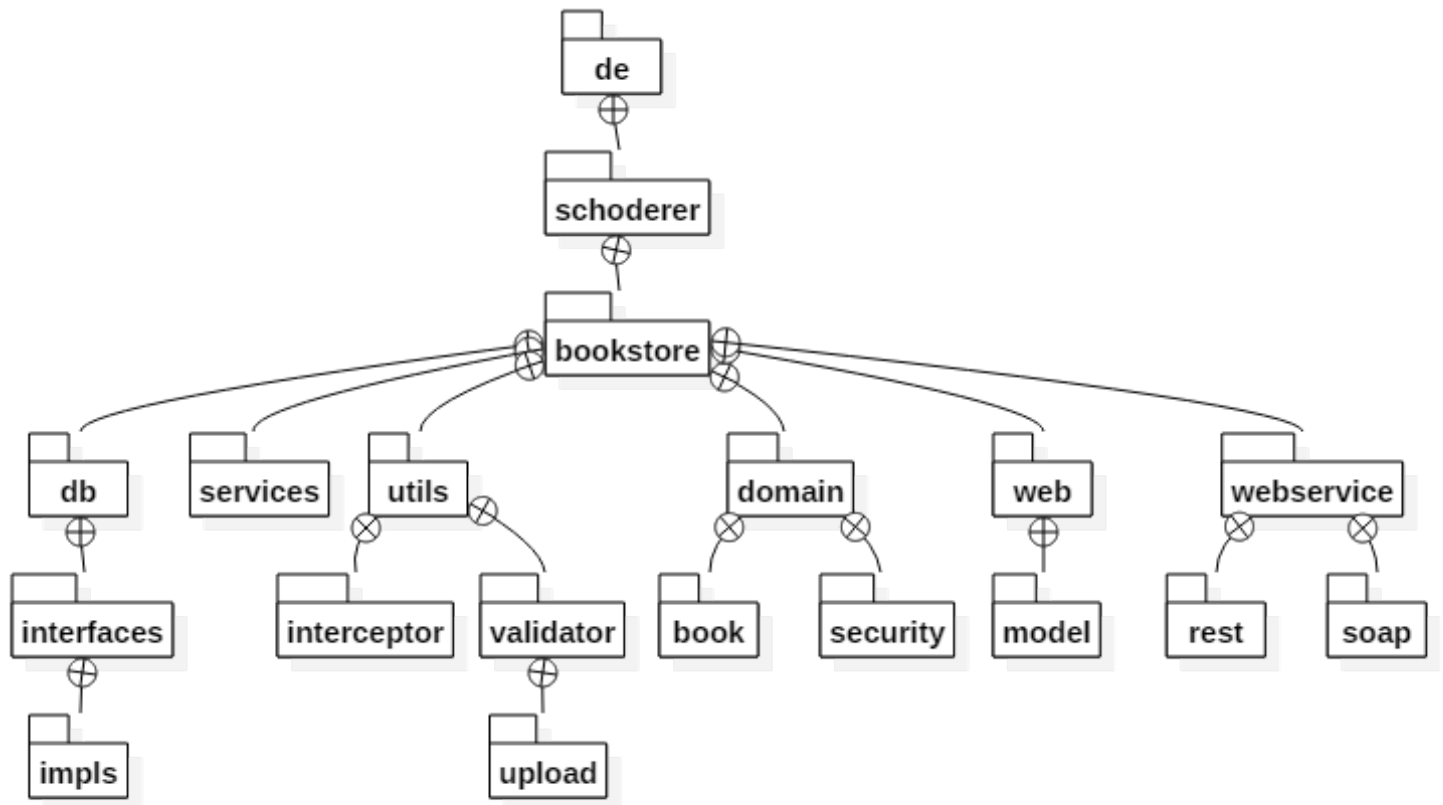 de
schoderer
bookstore
db
services
utils
domain
web
webservice
interfaces
interceptor
validator
book
security
model
rest
soap
impls
upload